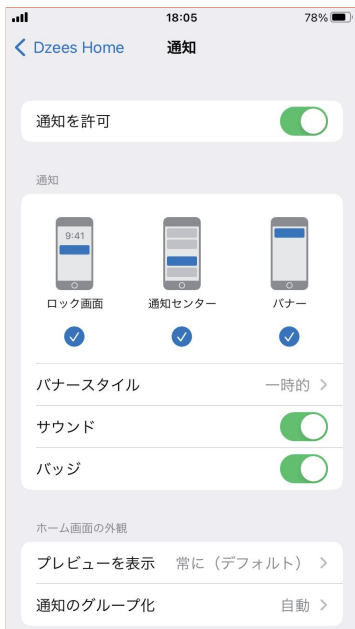 18:05 78%
Dzees Home 通知
通知を許可
通知
9:41
ロック画面 通知センター バナー
バナースタイル 一時的
サウンド
バッジ
ホーム画面の外観
プレビューを表示 常に（デフォルト）
通知のグループ化 自動